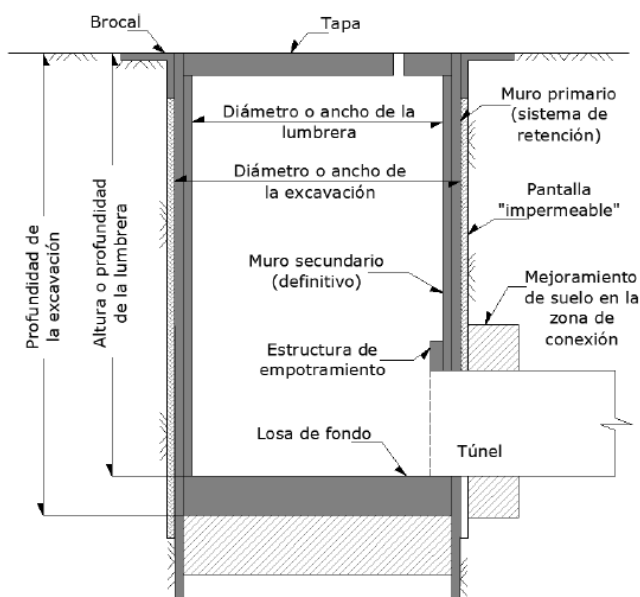 Brocal
Tapa
Diámetro o ancho de la
lumbrera
Muro primario
(sistema de
retención)
Diámetro o ancho de
la excavación
Pantalla
"impermeable"
Profundidad de
la excavación
Altura o profundidad
de la lumbrera
Muro secundario
(definitivo)
Mejoramiento
de suelo en la
zona de
conexión
Estructura de
empotramiento
Losa de fondo
Túnel